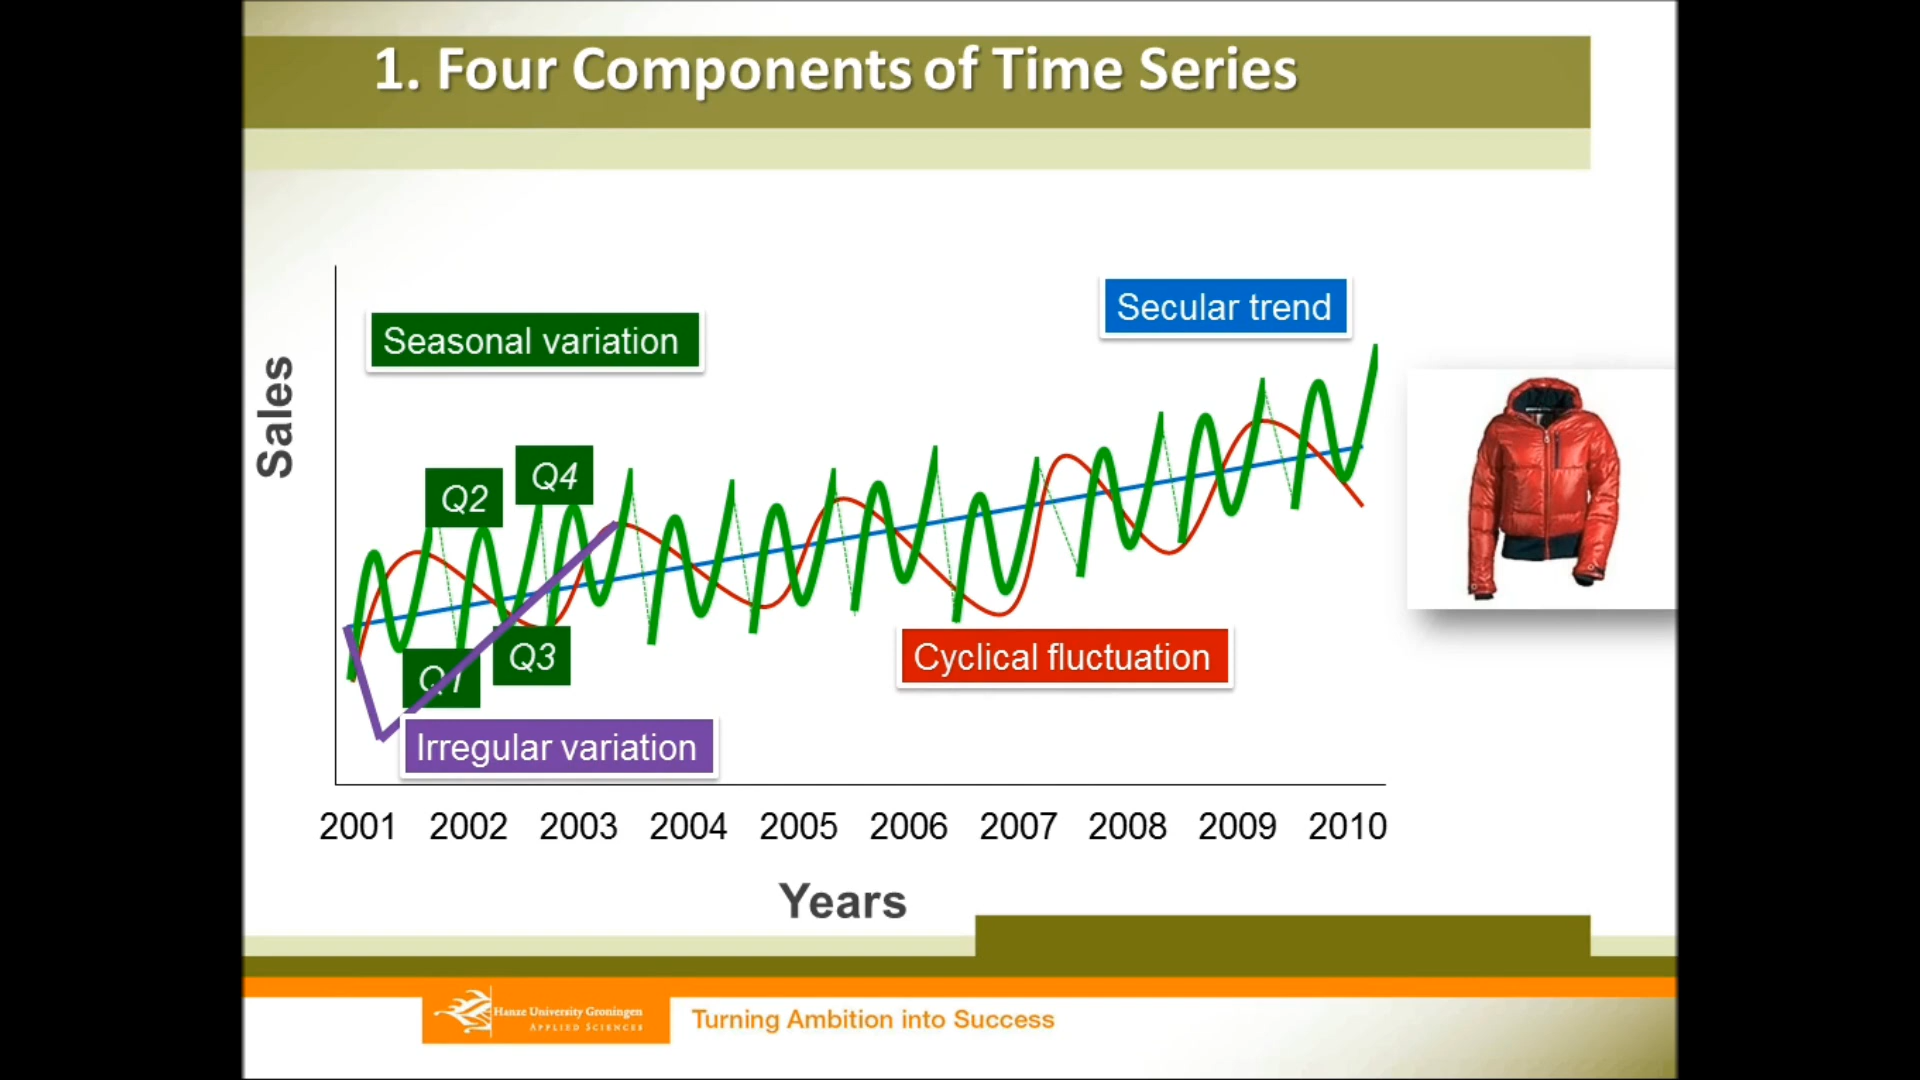 1. Four Components of Time Series
Seasonal variation
Secular trend
Sales
Q2
Q4
Q1
Q3
Cyclical fluctuation
Irregular variation
2001 2002 2003 2004 2005 2006 2007 2008 2009 2010
Years
Hanze University Groningen
APPLIED SCIENCES
Turning Ambition into Success